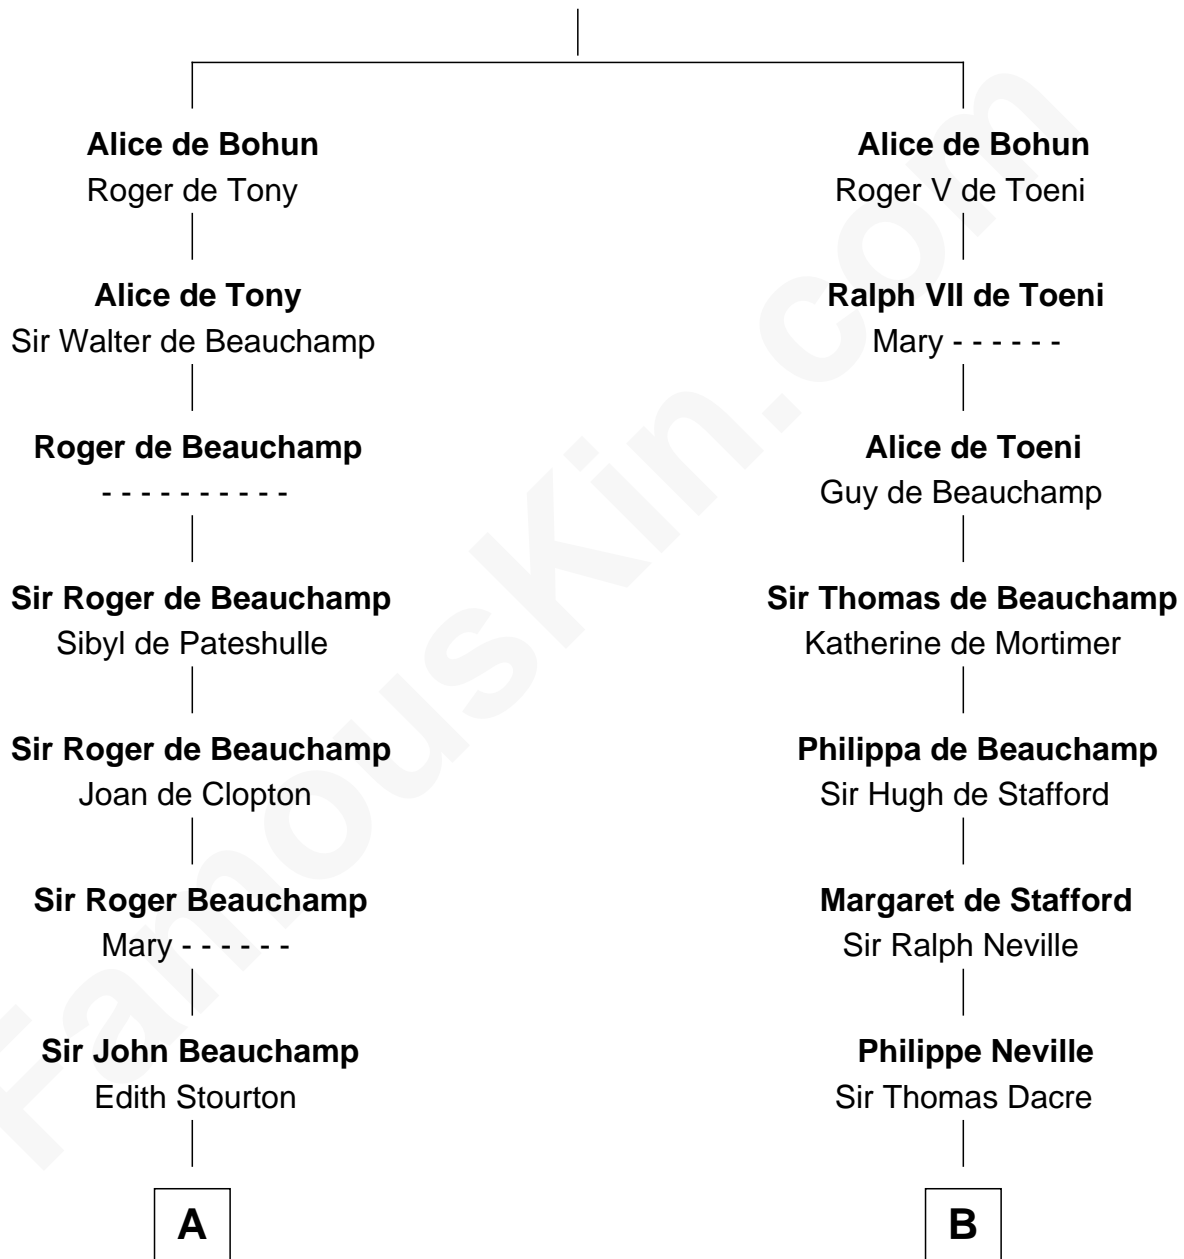 Alice de Bohun
Roger de Tony
Alice de Tony
Sir Walter de Beauchamp
Roger de Beauchamp
- - - - - - - - - -
Sir Roger de Beauchamp
Sibyl de Pateshulle
Sir Roger de Beauchamp
Joan de Clopton
Sir Roger Beauchamp
Mary - - - - - -
Sir John Beauchamp
Edith Stourton
A
Alice de Bohun
Roger V de Toeni
Ralph VII de Toeni
Mary - - - - - -
Alice de Toeni
Guy de Beauchamp
Sir Thomas de Beauchamp
Katherine de Mortimer
Philippa de Beauchamp
Sir Hugh de Stafford
Margaret de Stafford
Sir Ralph Neville
Philippe Neville
Sir Thomas Dacre
B
FamousKin.com